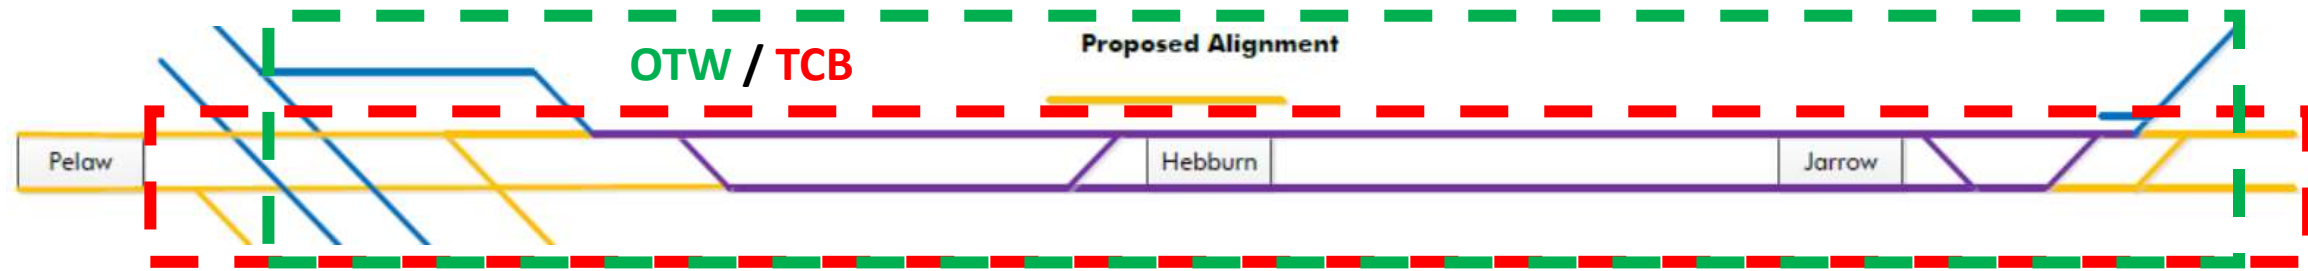 Proposed Alignment
OTW / TCB
Pelaw
Hebburn
Jarrow